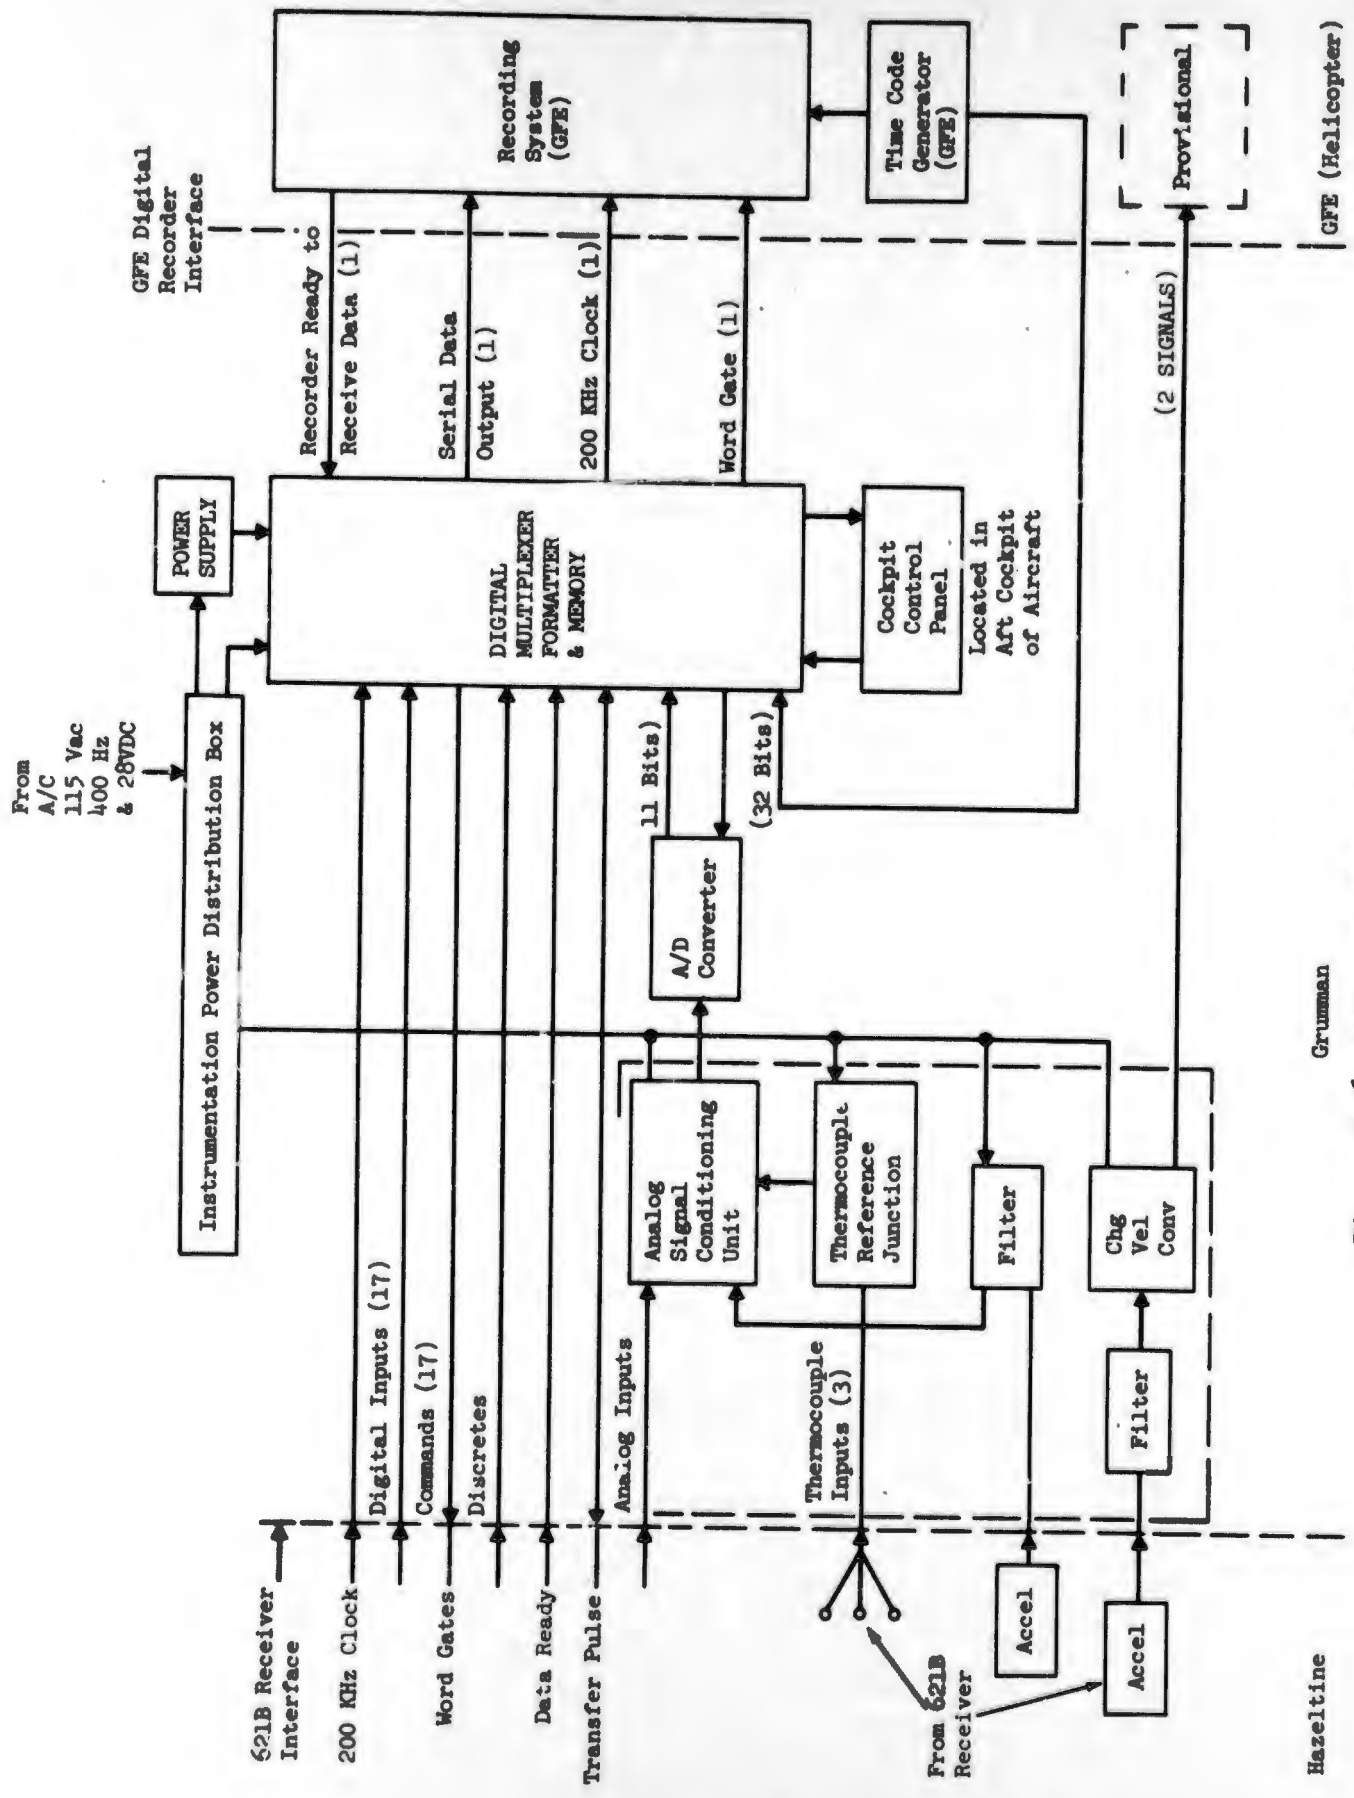 From
A/C
115 Vac
400 Hz
& 28VDC
Instrumentation Power Distribution Box
POWER
SUPPLY
GFE Digital
Recorder
Interface
621B Receiver
Interface
200 KHz Clock
Digital Inputs (17)
Commands (17)
Word Gates
Discretes
Data Ready
Transfer Pulse
Analog Inputs
DIGITAL
MULTIPLEXER
FORMATTER
& MEMORY
Recorder Ready to
Receive Data (1)
Serial Data
Output (1)
200 KHz Clock (1)
Word Gate (1)
Recording
System
(GFE)
Time Code
Generator
(GFE)
Analog
Signal
Conditioning
Unit
A/D
Converter
11 Bits)
(32 Bits)
Cockpit
Control
Panel
Located in
Aft Cockpit
of Aircraft
Thermocouple
Inputs (3)
Thermocouple
Reference
Junction
Filter
From 621B
Receiver
Accel
Accel
Filter
Chg
Vel
Conv
(2 SIGNALS)
Provisional
Hazeltine
Grumman
GFE (Helicopter)